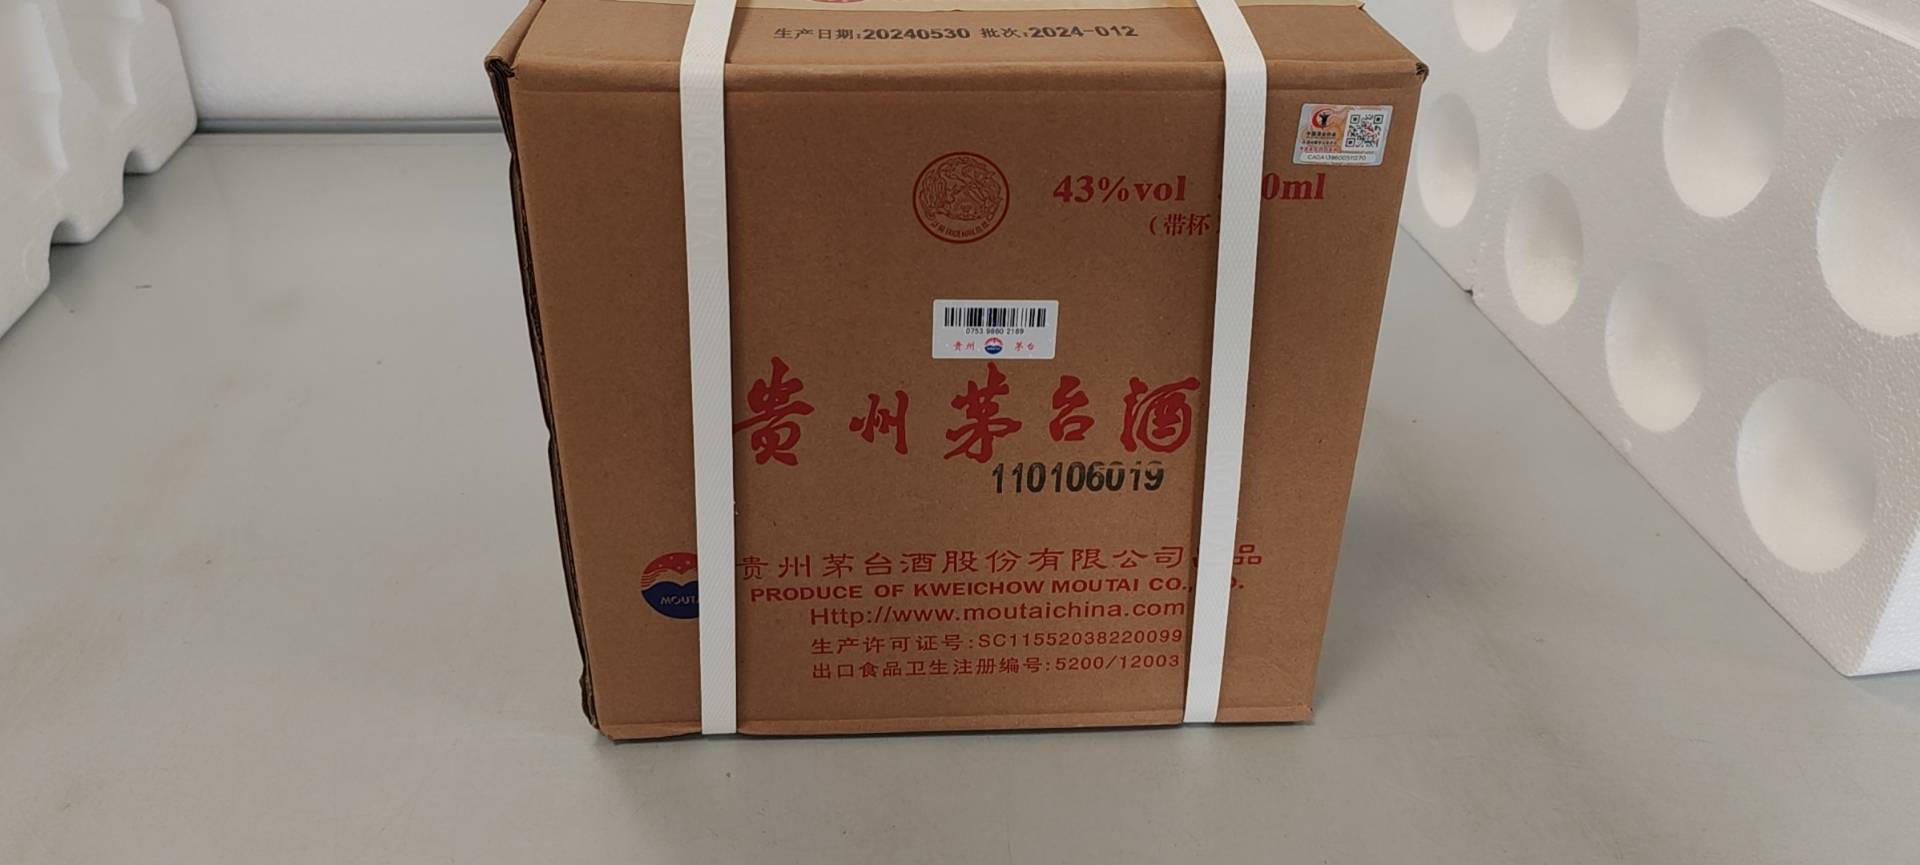 生产日期:20240530 批次:2024-012
43%vol 0ml
(带杯
0753 9860 2189
贵州 茅台
贵州茅台酒
110106019
贵州茅台酒股份有限公司 品
MOUTA
PRODUCE OF KWEICHOW MOUTAI CO.,
Http://www.moutaichina.com
生产许可证号:SC11552038220099
出口食品卫生注册编号:5200/12003